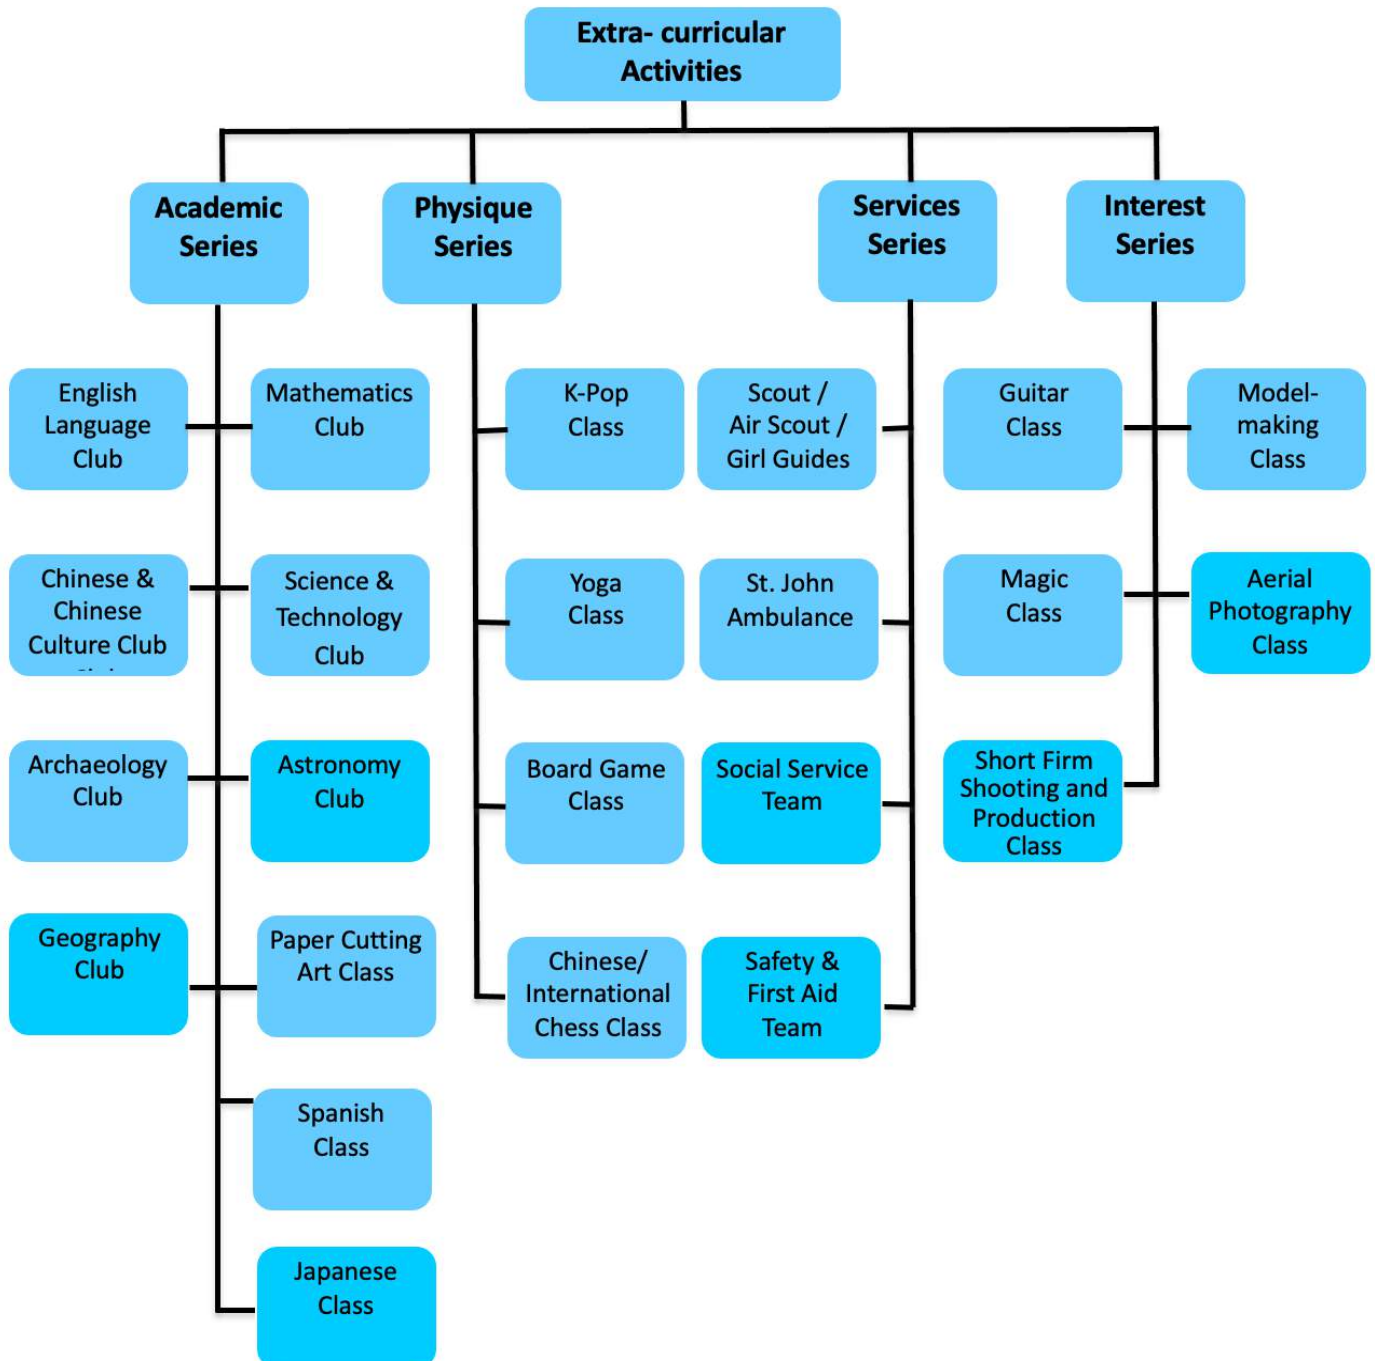 Extra- curricular
Activities
Academic
Series
Physique
Series
Services
Series
Interest
Series
English
Language
Club
Mathematics
Club
K-Pop
Class
Scout /
Air Scout /
Girl Guides
Guitar
Class
Model-
making
Class
Chinese &
Chinese
Culture Club
Science &
Technology
Club
Yoga
Class
St. John
Ambulance
Magic
Class
Aerial
Photography
Class
Archaeology
Club
Astronomy
Club
Board Game
Class
Social Service
Team
Short Firm
Shooting and
Production
Class
Geography
Club
Paper Cutting
Art Class
Chinese/
International
Chess Class
Safety &
First Aid
Team
Spanish
Class
Japanese
Class